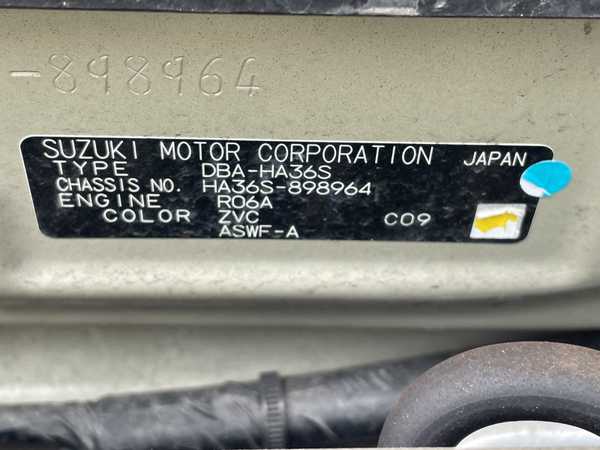 -898964
SUZUKI MOTOR CORPORATION JAPAN
TYPE DBA-HA36S
CHASSIS NO. HA36S-898964
ENGINE R06A
COLOR ZVC C09
ASWF-A